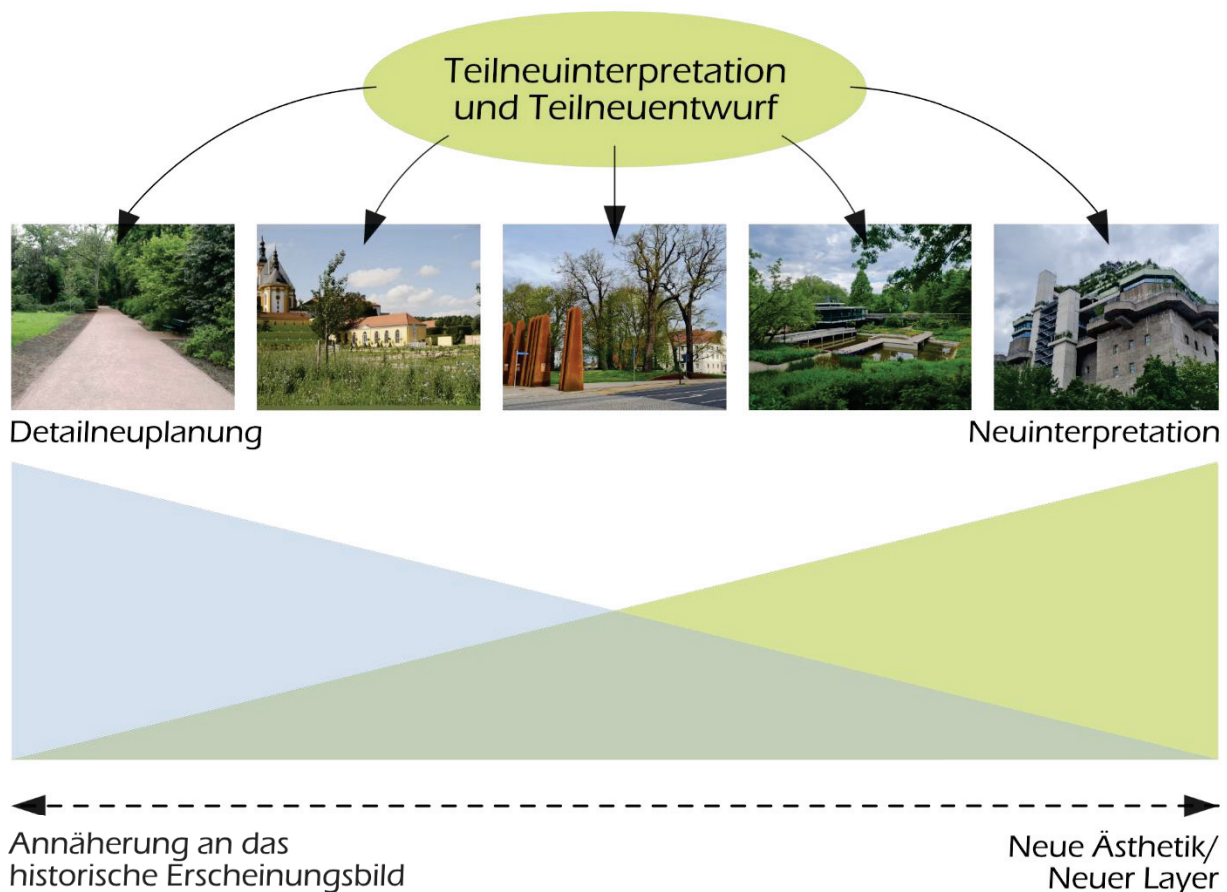 Teilneuinterpretation
und Teilneuentwurf
Detailneuplanung
Neuinterpretation
Annäherung an das
historische Erscheinungsbild
Neue Ästhetik/
Neuer Layer